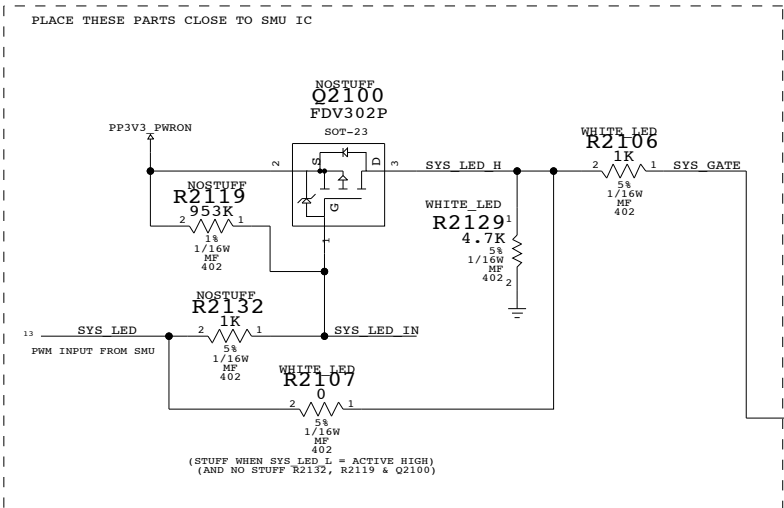 PLACE THESE PARTS CLOSE TO SMU IC
NOSTUFF
Q2100
FDV302P
SOT-23
PP3V3_PWRON
2
S
D
3
SYS_LED_H
G
1
NOSTUFF
R2119
953K
2
1
1%
1/16W
MF
402
WHITE_LED
R2106
1K
2
1
SYS_GATE
5%
1/16W
MF
402
WHITE_LED
R2129
1
4.7K
5%
1/16W
MF
402
2
NOSTUFF
R2132
1K
13
SYS_LED
2
1
SYS_LED_IN
PWM INPUT FROM SMU
5%
1/16W
MF
402
WHITE_LED
R2107
0
2
1
5%
1/16W
MF
402
(STUFF WHEN SYS_LED_L = ACTIVE HIGH)
(AND NO STUFF R2132, R2119 & Q2100)